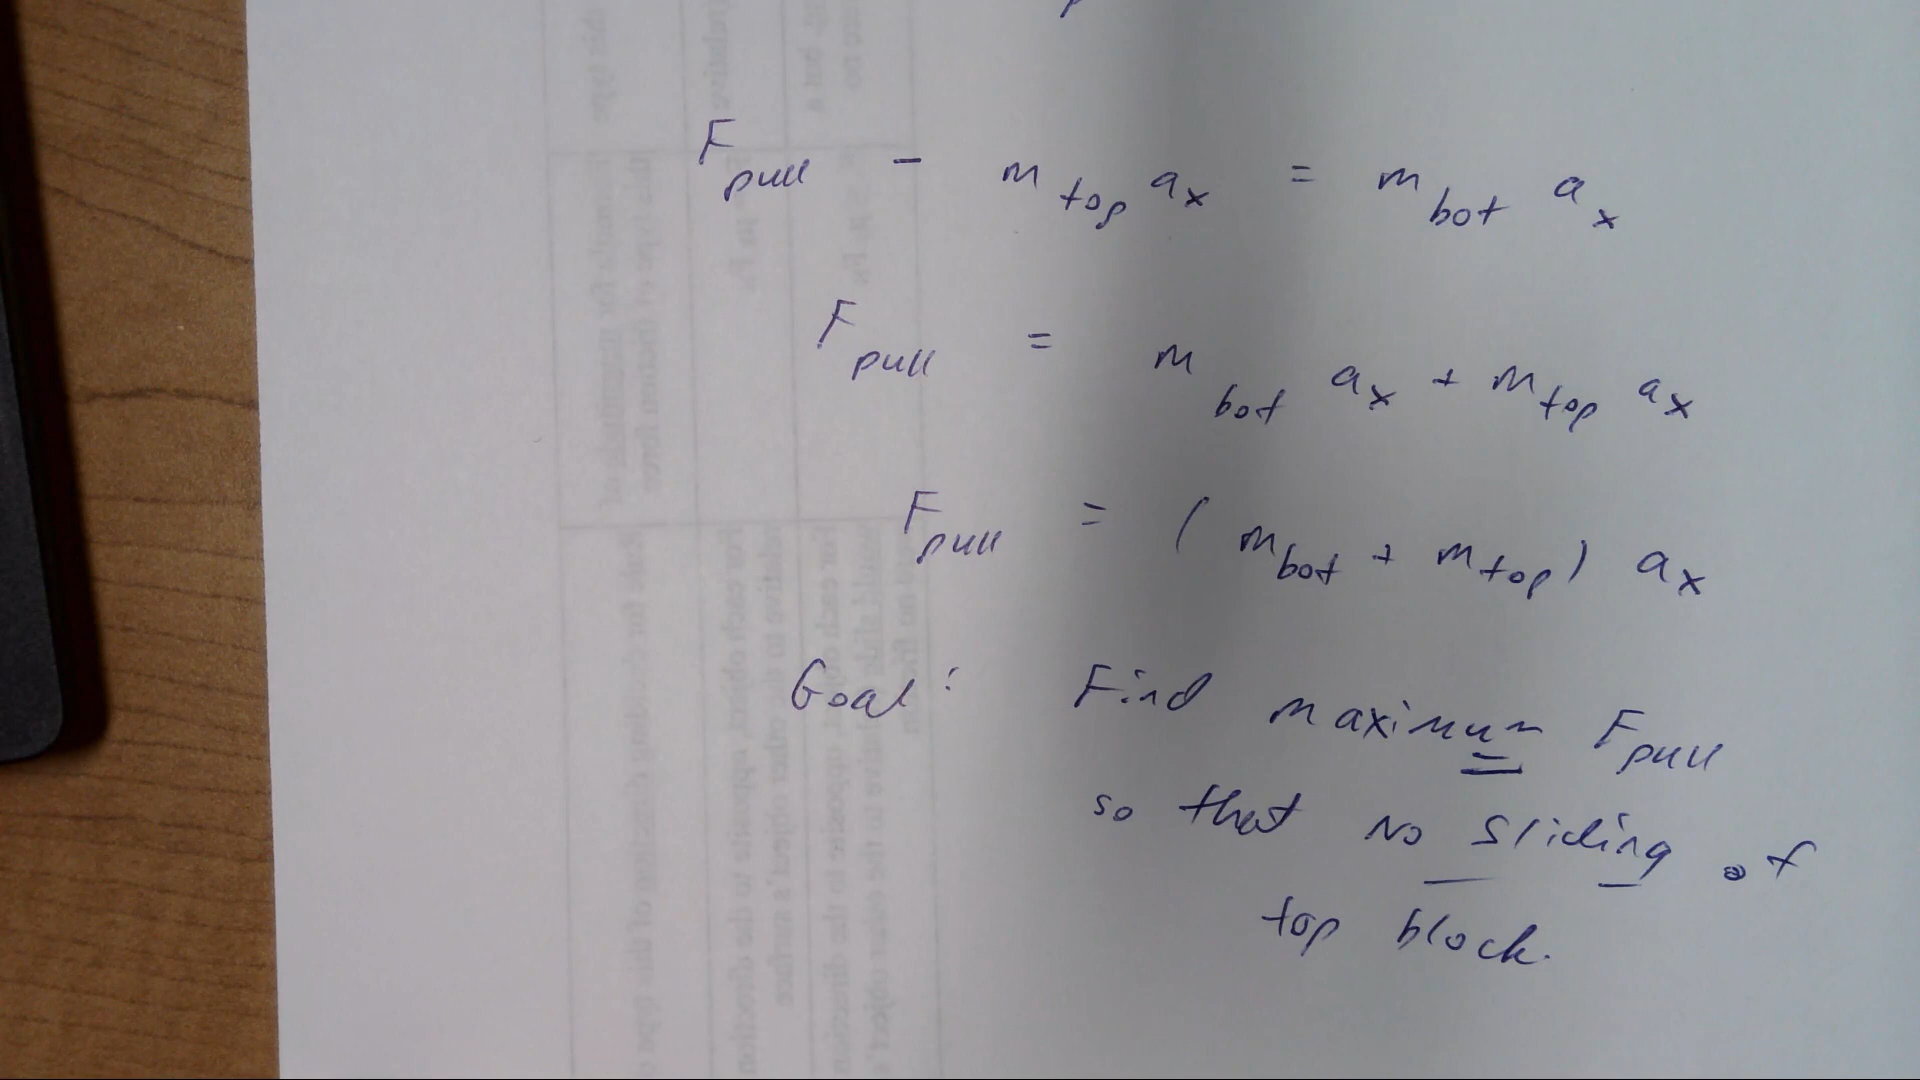 F_pull - m_top a_x = m_bot a_x
F_pull = m_bot a_x + m_top a_x
F_pull = (m_bot + m_top) a_x
Goal: Find maximum F_pull
so that no sliding of
top block.